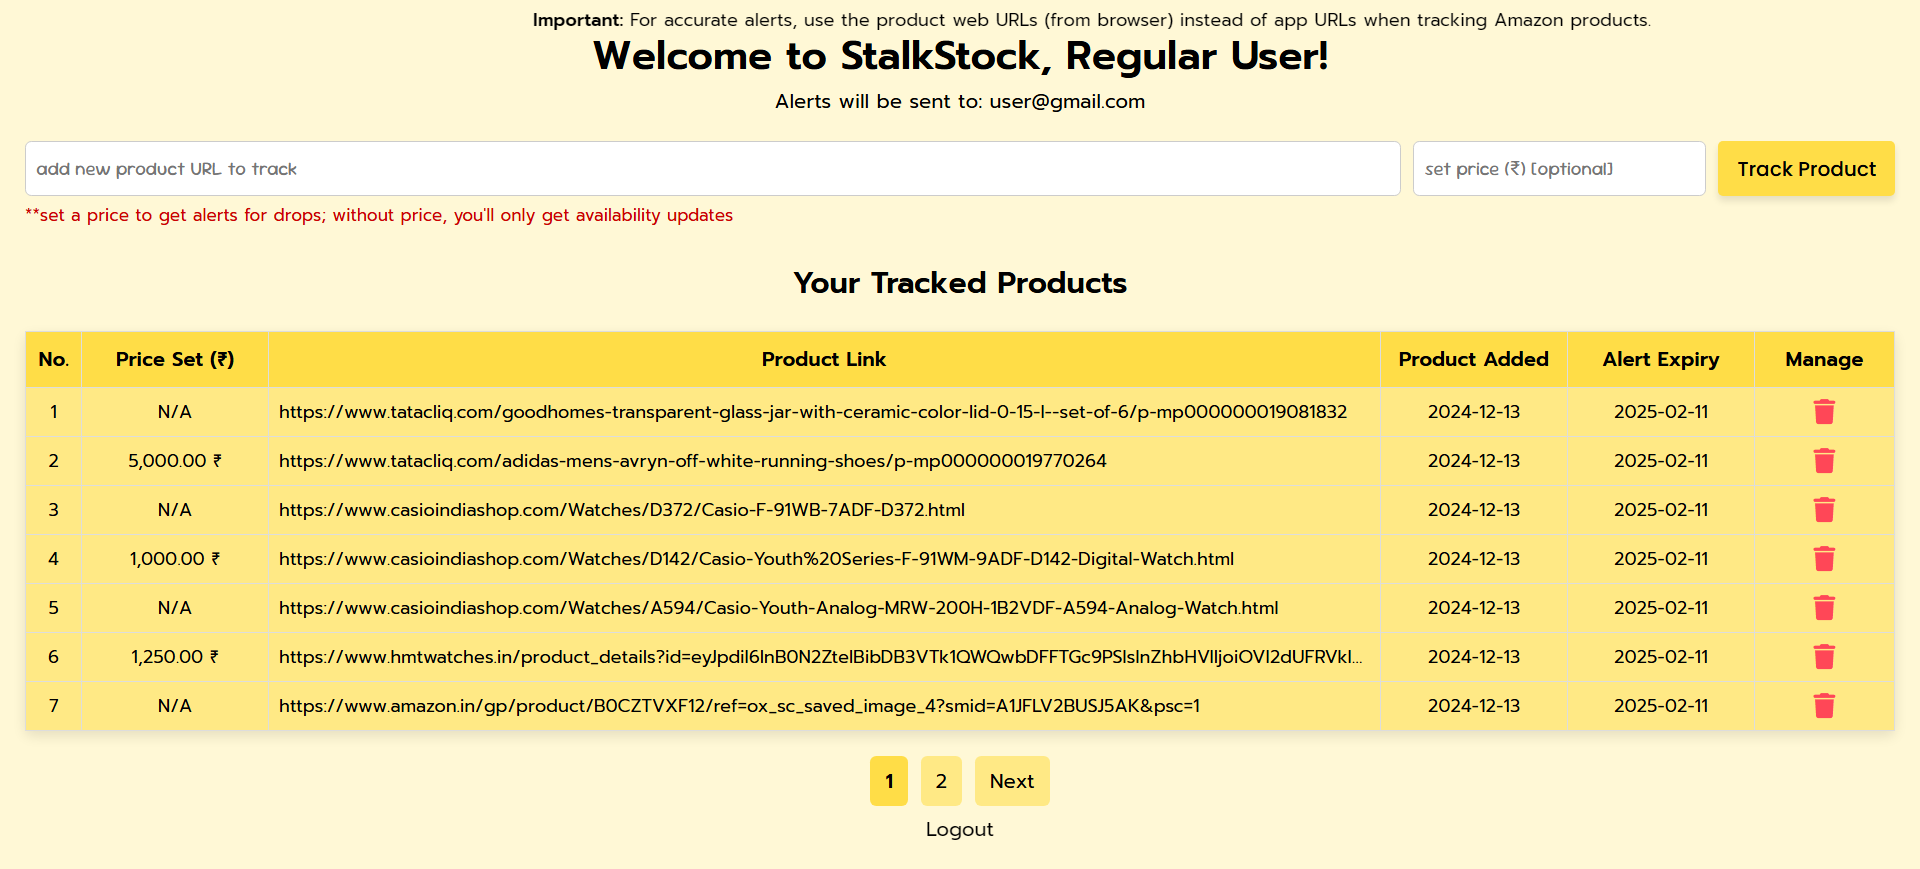 Important: For accurate alerts, use the product web URLs (from browser) instead of app URLs when tracking Amazon products.
Welcome to StalkStock, Regular User!
Alerts will be sent to: user@gmail.com
add new product URL to track set price (₹) [optional] Track Product
**set a price to get alerts for drops; without price, you'll only get availability updates
Your Tracked Products
No. Price Set (₹) Product Link Product Added Alert Expiry Manage
1 N/A https://www.tatacliq.com/goodhomes-transparent-glass-jar-with-ceramic-color-lid-0-15-l--set-of-6/p-mp000000019081832 2024-12-13 2025-02-11
2 5,000.00 ₹ https://www.tatacliq.com/adidas-mens-avryn-off-white-running-shoes/p-mp000000019770264 2024-12-13 2025-02-11
3 N/A https://www.casioindiashop.com/Watches/D372/Casio-F-91WB-7ADF-D372.html 2024-12-13 2025-02-11
4 1,000.00 ₹ https://www.casioindiashop.com/Watches/D142/Casio-Youth%20Series-F-91WM-9ADF-D142-Digital-Watch.html 2024-12-13 2025-02-11
5 N/A https://www.casioindiashop.com/Watches/A594/Casio-Youth-Analog-MRW-200H-1B2VDF-A594-Analog-Watch.html 2024-12-13 2025-02-11
6 1,250.00 ₹ 2024-12-13 2025-02-11
7 N/A https://www.amazon.in/gp/product/B0CZTVXF12/ref=ox_sc_saved_image_4?smid=A1JFLV2BUSJ5AK&psc=1 2024-12-13 2025-02-11
1 2 Next
Logout